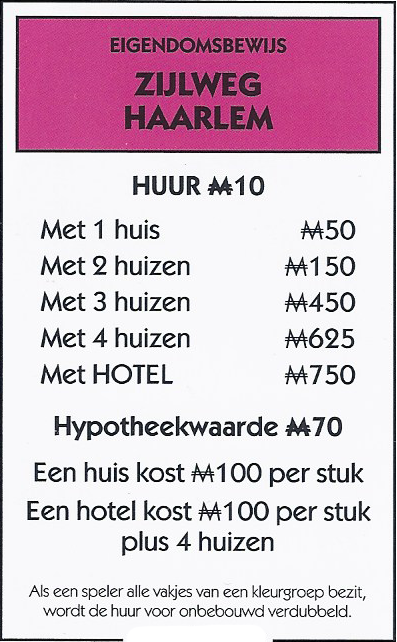 EIGENDOMSBEWIJS
ZIJLWEG
HAARLEM
HUUR ₩10
Met 1 huis ₩50
Met 2 huizen ₩150
Met 3 huizen ₩450
Met 4 huizen ₩625
Met HOTEL ₩750
Hypotheekwaarde ₩70
Een huis kost ₩100 per stuk
Een hotel kost ₩100 per stuk
plus 4 huizen
Als een speler alle vakjes van een kleurgroep bezit,
wordt de huur voor onbebouwd verdubbeld.